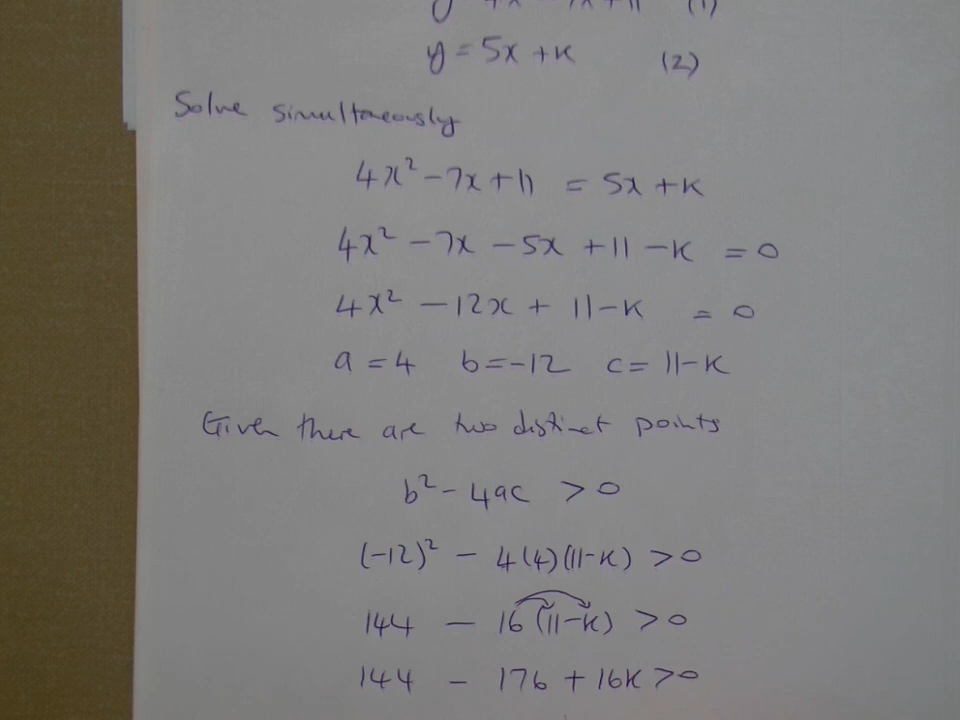 y = 5x + k (2)
Solve simultaneously
4x² - 7x + 11 = 5x + k
4x² - 7x - 5x + 11 - k = 0
4x² - 12x + 11 - k = 0
a = 4 b = -12 c = 11 - k
Given there are two distinct points
b² - 4ac > 0
(-12)² - 4(4)(11-k) > 0
144 - 16(11-k) > 0
144 - 176 + 16k > 0